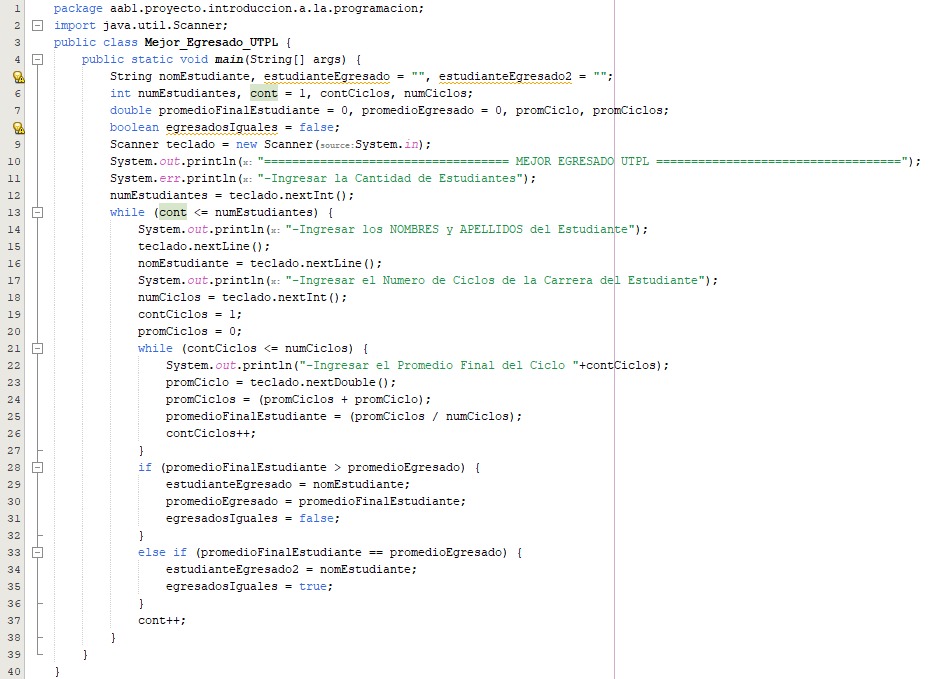 1 package aab1.proyecto.introduccion.a.la.programacion;
2 import java.util.Scanner;
3 public class Mejor_Egresado_UTPL {
4     public static void main(String[] args) {
        String nomEstudiante, estudianteEgresado = "", estudianteEgresado2 = "";
6         int numEstudiantes, cont = 1, contCiclos, numCiclos;
7         double promedioFinalEstudiante = 0, promedioEgresado = 0, promCiclo, promCiclos;
        boolean egresadosIguales = false;
9         Scanner teclado = new Scanner(source:System.in);
10         System.out.println(x: "=================================== MEJOR EGRESADO UTPL ===================================");
11         System.err.println(x: "-Ingresar la Cantidad de Estudiantes");
12         numEstudiantes = teclado.nextInt();
13         while (cont <= numEstudiantes) {
14             System.out.println(x: "-Ingresar los NOMBRES y APELLIDOS del Estudiante");
15             teclado.nextLine();
16             nomEstudiante = teclado.nextLine();
17             System.out.println(x: "-Ingresar el Numero de Ciclos de la Carrera del Estudiante");
18             numCiclos = teclado.nextInt();
19             contCiclos = 1;
20             promCiclos = 0;
21             while (contCiclos <= numCiclos) {
22                 System.out.println("-Ingresar el Promedio Final del Ciclo "+contCiclos);
23                 promCiclo = teclado.nextDouble();
24                 promCiclos = (promCiclos + promCiclo);
25                 promedioFinalEstudiante = (promCiclos / numCiclos);
26                 contCiclos++;
27             }
28             if (promedioFinalEstudiante > promedioEgresado) {
29                 estudianteEgresado = nomEstudiante;
30                 promedioEgresado = promedioFinalEstudiante;
31                 egresadosIguales = false;
32             }
33             else if (promedioFinalEstudiante == promedioEgresado) {
34                 estudianteEgresado2 = nomEstudiante;
35                 egresadosIguales = true;
36             }
37             cont++;
38         }
39     }
40 }